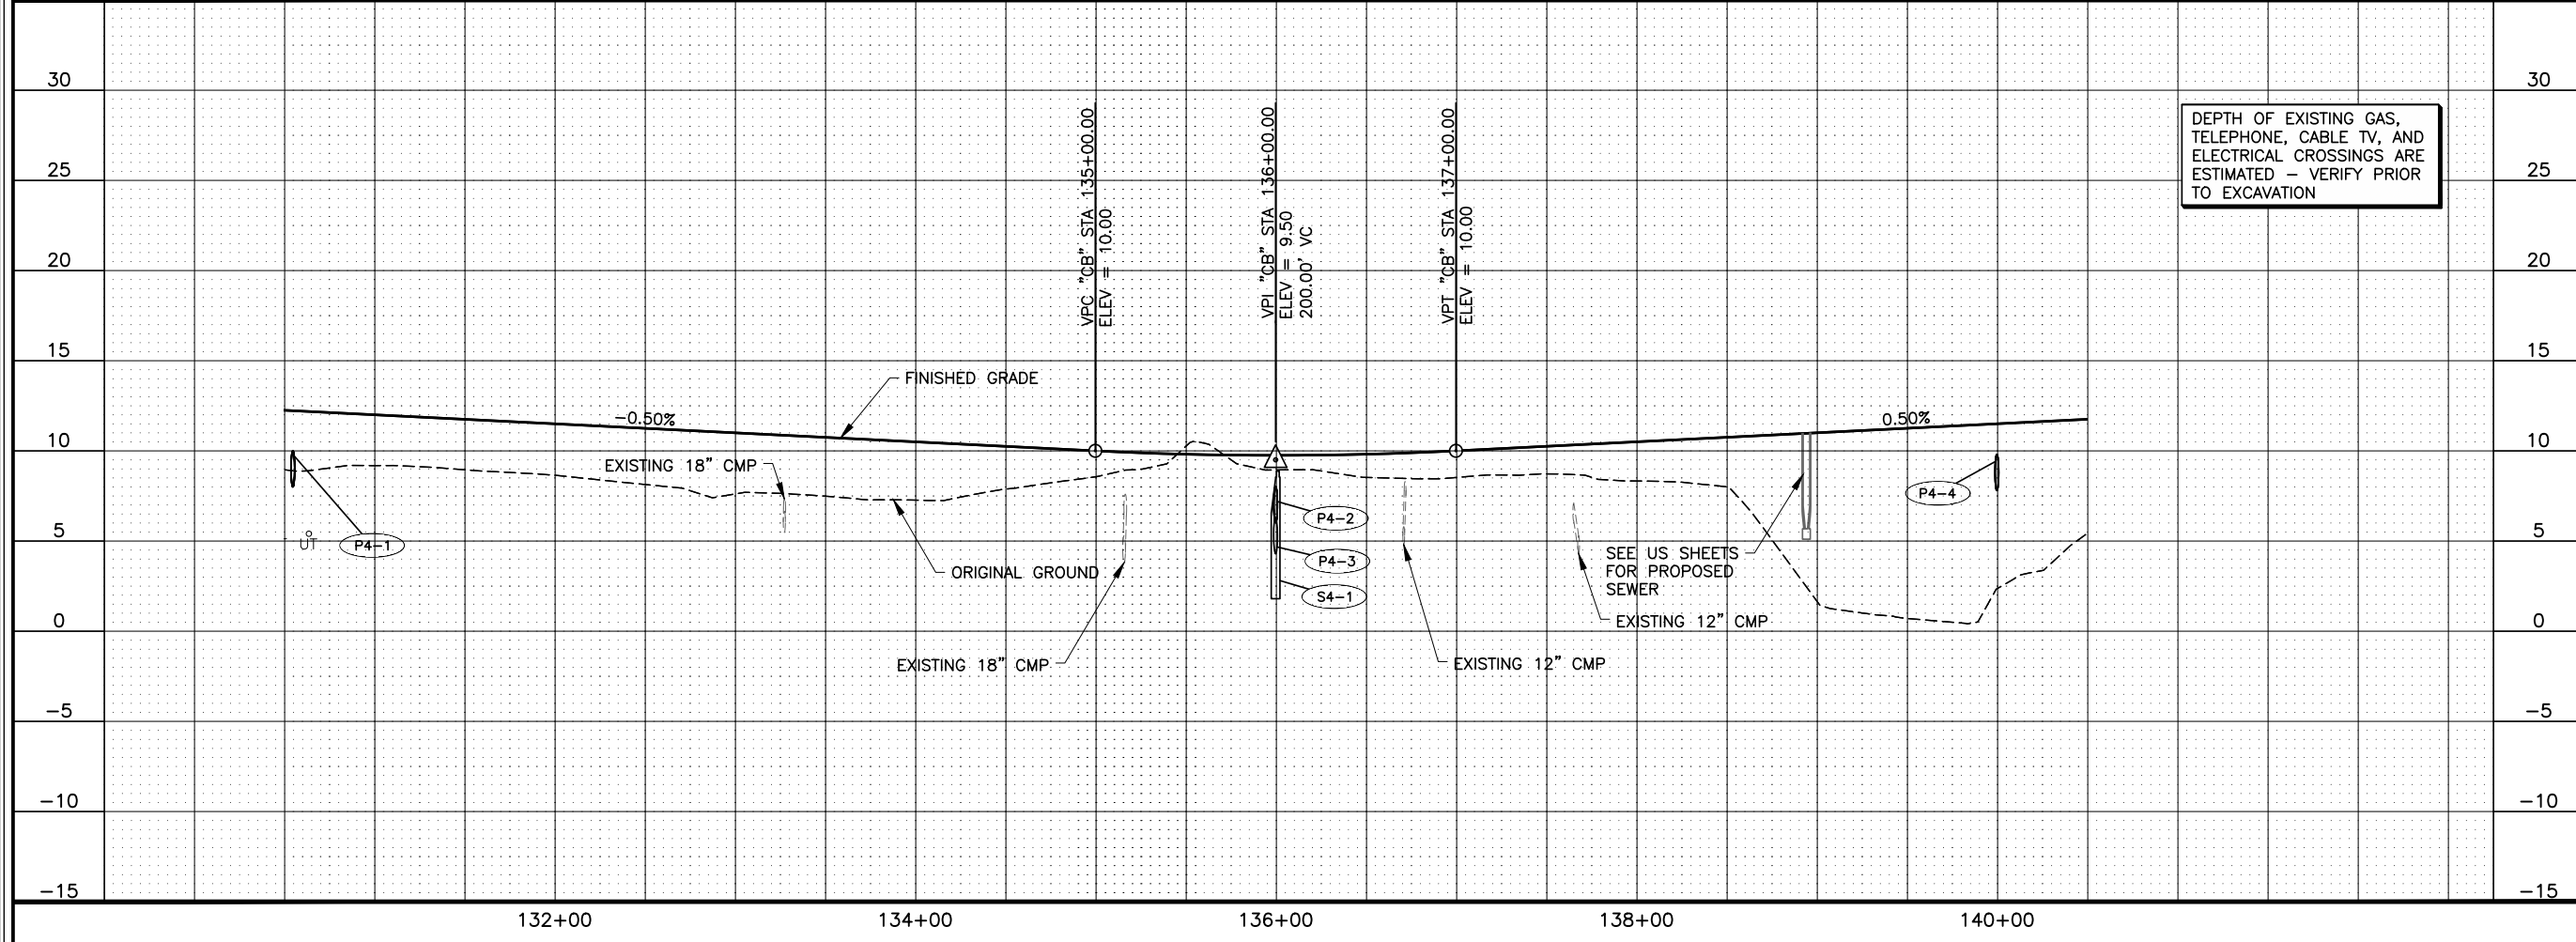 30
30
25
25
20
20
15
15
10
10
5
5
0
0
-5
-5
-10
-10
-15
-15
DEPTH OF EXISTING GAS,
TELEPHONE, CABLE TV, AND
ELECTRICAL CROSSINGS ARE
ESTIMATED – VERIFY PRIOR
TO EXCAVATION
VPC "CB" STA 135+00.00
ELEV = 10.00
VPI "CB" STA 136+00.00
ELEV = 9.50
200.00' VC
VPT "CB" STA 137+00.00
ELEV = 10.00
FINISHED GRADE
-0.50%
0.50%
EXISTING 18" CMP
UT
P4-1
ORIGINAL GROUND
EXISTING 18" CMP
P4-2
P4-3
S4-1
EXISTING 12" CMP
SEE US SHEETS
FOR PROPOSED
SEWER
EXISTING 12" CMP
P4-4
132+00
134+00
136+00
138+00
140+00